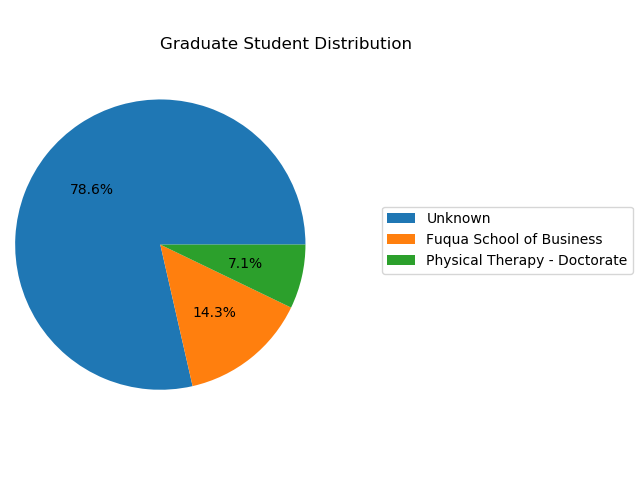 Graduate Student Distribution
78.6%
14.3%
7.1%
Unknown
Fuqua School of Business
Physical Therapy - Doctorate